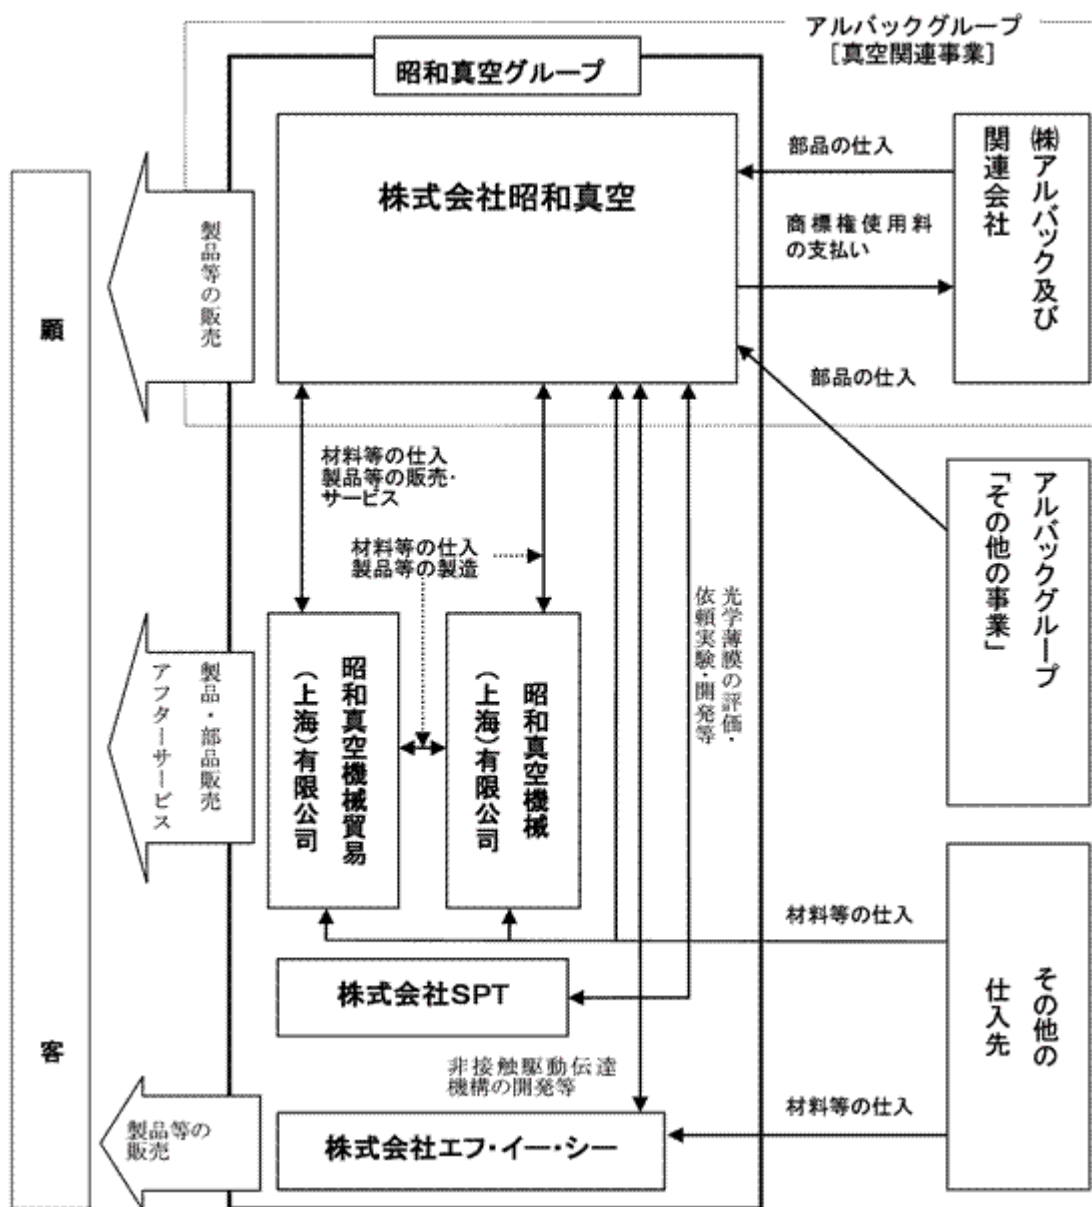 アルバックグループ
［真空関連事業］
昭和真空グループ
株式会社昭和真空
部品の仕入
商標権使用料
の支払い
㈱アルバック及び
関連会社
製品等の販売
顧
客
部品の仕入
材料等の仕入
製品等の販売・
サービス
材料等の仕入
製品等の製造
光学薄膜の評価・
依頼実験・開発等
アルバックグループ
「その他の事業」
製品・部品販売
アフターサービス
昭和真空機械貿易
（上海）有限公司
昭和真空機械
（上海）有限公司
材料等の仕入
その他の
仕入先
株式会社SPT
非接触駆動伝達
機構の開発等
材料等の仕入
製品等の
販売
株式会社エフ・イー・シー